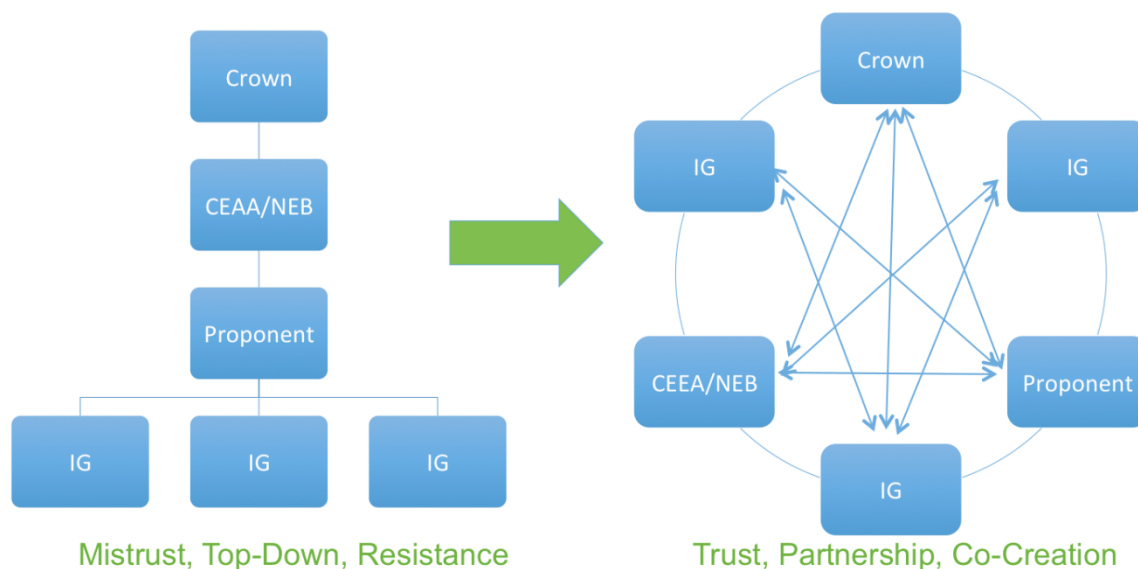 Crown
CEAA/NEB
Proponent
IG
IG
IG
Mistrust, Top-Down, Resistance
Crown
IG
IG
CEEA/NEB
Proponent
IG
Trust, Partnership, Co-Creation